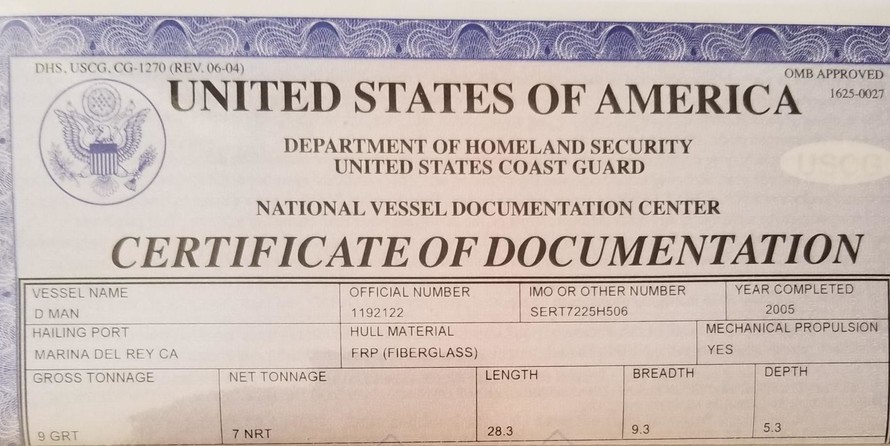 DHS, USCG, CG-1270 (REV. 06-04)
OMB APPROVED
1625-0027
UNITED STATES OF AMERICA
DEPARTMENT OF HOMELAND SECURITY
UNITED STATES COAST GUARD
USCG
NATIONAL VESSEL DOCUMENTATION CENTER
CERTIFICATE OF DOCUMENTATION
VESSEL NAME OFFICIAL NUMBER IMO OR OTHER NUMBER YEAR COMPLETED
D MAN 1192122 SERT7225H506 2005
HAILING PORT HULL MATERIAL MECHANICAL PROPULSION
MARINA DEL REY CA FRP (FIBERGLASS) YES
GROSS TONNAGE NET TONNAGE LENGTH BREADTH DEPTH
9 GRT 7 NRT 28.3 9.3 5.3